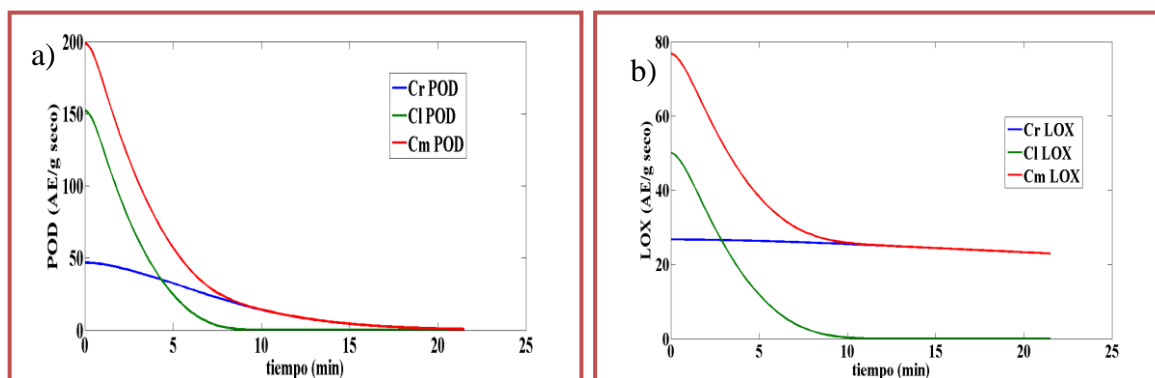 a)
POD (AE/g seco)
200
150
100
50
0
0 5 10 15 20 25
tiempo (min)
Cr POD
Cl POD
Cm POD
b)
LOX (AE/g seco)
80
60
40
20
0
0 5 10 15 20 25
tiempo (min)
Cr LOX
Cl LOX
Cm LOX